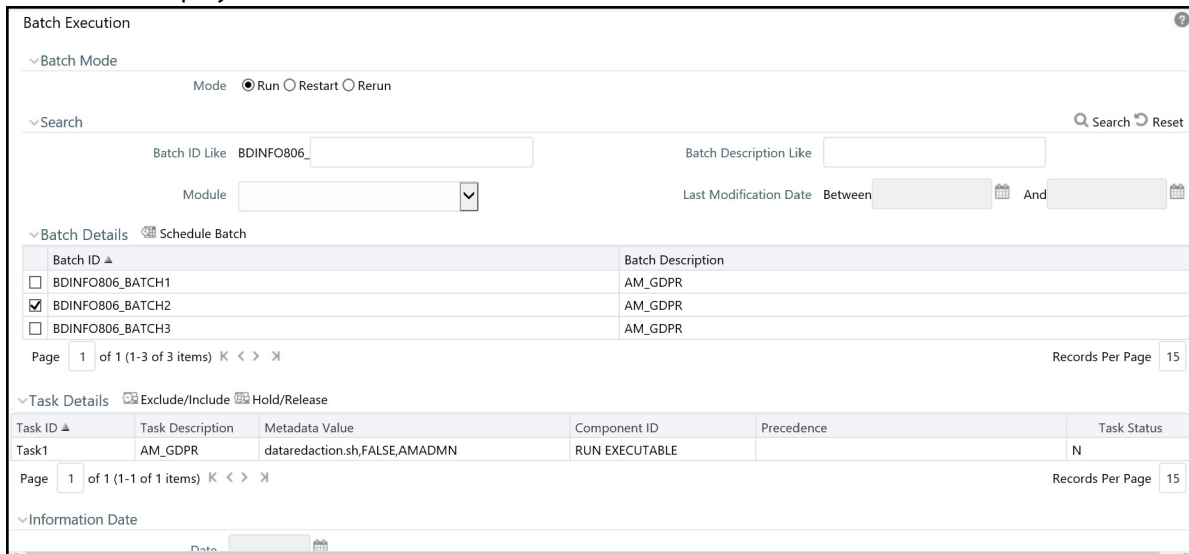 Batch Execution
Batch Mode
Mode Run Restart Rerun
Search Search Reset
Batch ID Like BDINFO806_ Batch Description Like
Module Last Modification Date Between And
Batch Details Schedule Batch
Batch ID Batch Description
BDINFO806_BATCH1 AM_GDPR
BDINFO806_BATCH2 AM_GDPR
BDINFO806_BATCH3 AM_GDPR
Page 1 of 1 (1-3 of 3 items) Records Per Page 15
Task Details Exclude/Include Hold/Release
Task ID Task Description Metadata Value Component ID Precedence Task Status
Task1 AM_GDPR dataredaction.sh,FALSE,AMADMN RUN EXECUTABLE N
Page 1 of 1 (1-1 of 1 items) Records Per Page 15
Information Date
Date